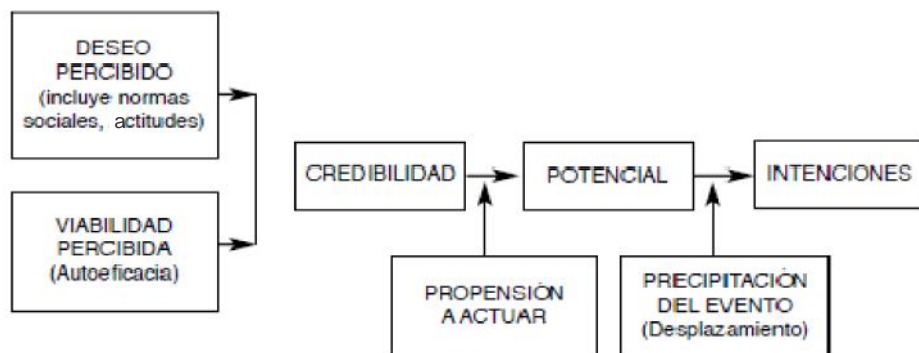 DESEO
PERCIBIDO
(incluye normas
sociales, actitudes)
VIABILIDAD
PERCIBIDA
(Autoeficacia)
CREDIBILIDAD
POTENCIAL
INTENCIONES
PROPENSIÓN
A ACTUAR
PRECIPITACIÓN
DEL EVENTO
(Desplazamiento)